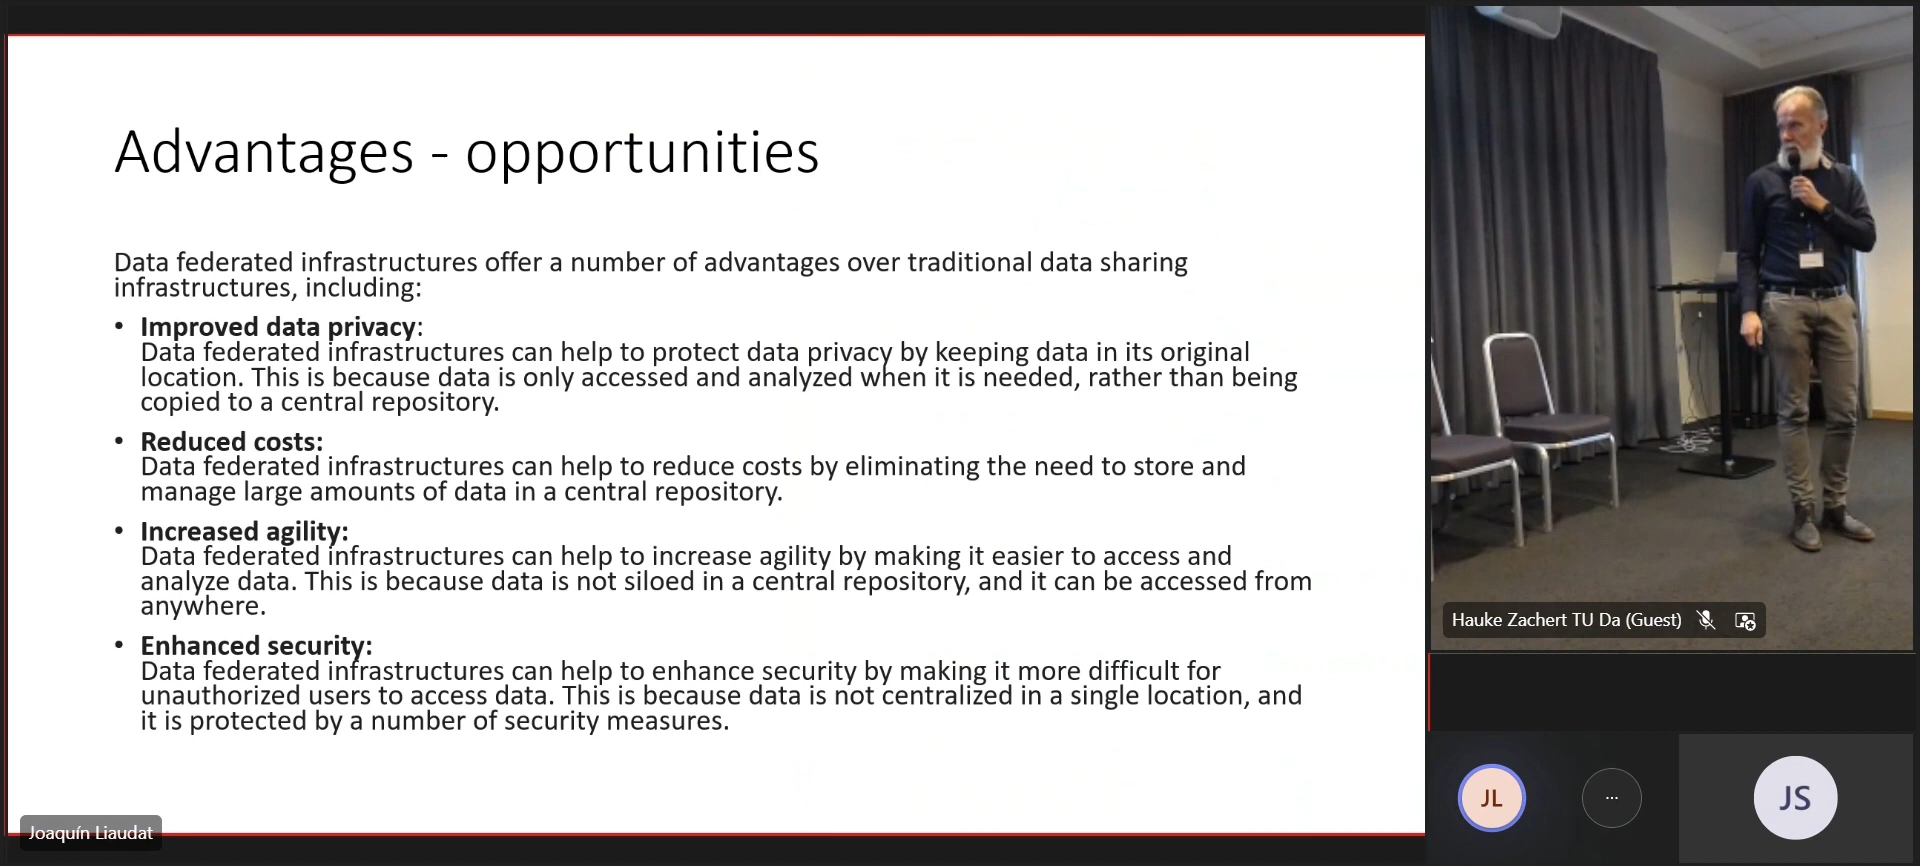 Advantages - opportunities
Data federated infrastructures offer a number of advantages over traditional data sharing
infrastructures, including:
• Improved data privacy:
Data federated infrastructures can help to protect data privacy by keeping data in its original
location. This is because data is only accessed and analyzed when it is needed, rather than being
copied to a central repository.
• Reduced costs:
Data federated infrastructures can help to reduce costs by eliminating the need to store and
manage large amounts of data in a central repository.
• Increased agility:
Data federated infrastructures can help to increase agility by making it easier to access and
analyze data. This is because data is not siloed in a central repository, and it can be accessed from
anywhere.
• Enhanced security:
Data federated infrastructures can help to enhance security by making it more difficult for
unauthorized users to access data. This is because data is not centralized in a single location, and
it is protected by a number of security measures.
Joaquín Liaudat
Hauke Zachert TU Da (Guest)
JL
...
JS